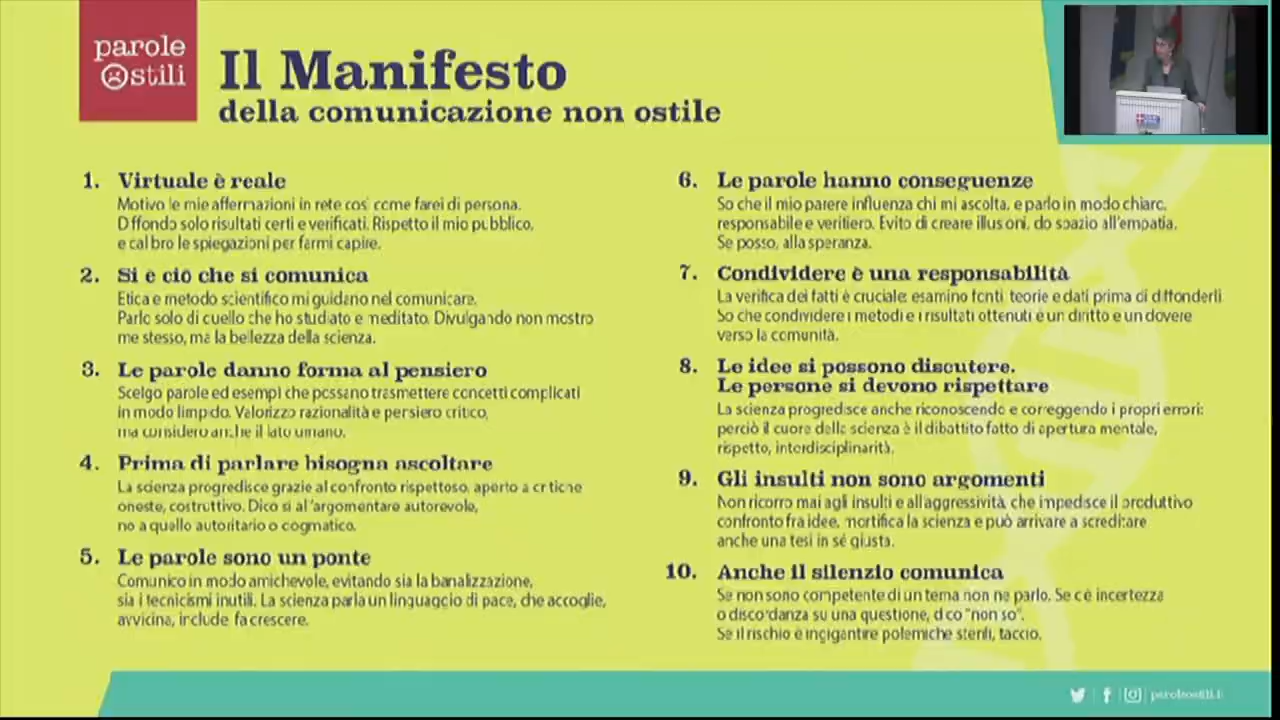 parole
ostili
Il Manifesto
della comunicazione non ostile
1. Virtuale è reale
Motivo le mie affermazioni in rete così come farei di persona.
Diffondo solo risultati certi e verificati. Rispetto il mio pubblico,
e calibro le spiegazioni per farmi capire.
2. Si è ciò che si comunica
Etica e metodo scientifico mi guidano nel comunicare.
Parlo solo di quello che ho studiato e meditato. Divulgando non mostro
me stesso, ma la bellezza della scienza.
3. Le parole danno forma al pensiero
Scelgo parole ed esempi che possano trasmettere concetti complicati
in modo limpido. Valorizzo razionalità e pensiero critico,
ma considero anche il lato umano.
4. Prima di parlare bisogna ascoltare
La scienza progredisce grazie al confronto rispettoso, aperto a critiche
oneste, costruttivo. Dico sì all'argomentare autorevole,
no a quello autoritario o dogmatico.
5. Le parole sono un ponte
Comunico in modo amichevole, evitando sia la banalizzazione,
sia i tecnicismi inutili. La scienza parla un linguaggio di pace, che accoglie,
avvicina, include fa crescere.
6. Le parole hanno conseguenze
So che il mio parere influenza chi mi ascolta, e parlo in modo chiaro,
responsabile e veritiero. Evito di creare illusioni, do spazio all'empatia.
Se posso, alla speranza.
7. Condividere è una responsabilità
La verifica dei fatti è cruciale: esamino fonti, teorie e dati prima di diffonderli.
So che condividere i metodi e i risultati ottenuti è un diritto e un dovere
verso la comunità.
8. Le idee si possono discutere.
Le persone si devono rispettare
La scienza progredisce anche riconoscendo e correggendo i propri errori:
perciò il cuore della scienza è il dibattito fatto di apertura mentale,
rispetto, interdisciplinarità.
9. Gli insulti non sono argomenti
Non ricorro mai agli insulti e all'aggressività, che impedisce il produttivo
confronto fra idee, mortifica la scienza e può arrivare a screditare
anche una tesi in sé giusta.
10. Anche il silenzio comunica
Se non sono competente di un tema non ne parlo. Se c'è incertezza
o discordanza su una questione, dico "non so".
Se il rischio è ingigantire polemiche sterili, taccio.
paroleostili.it